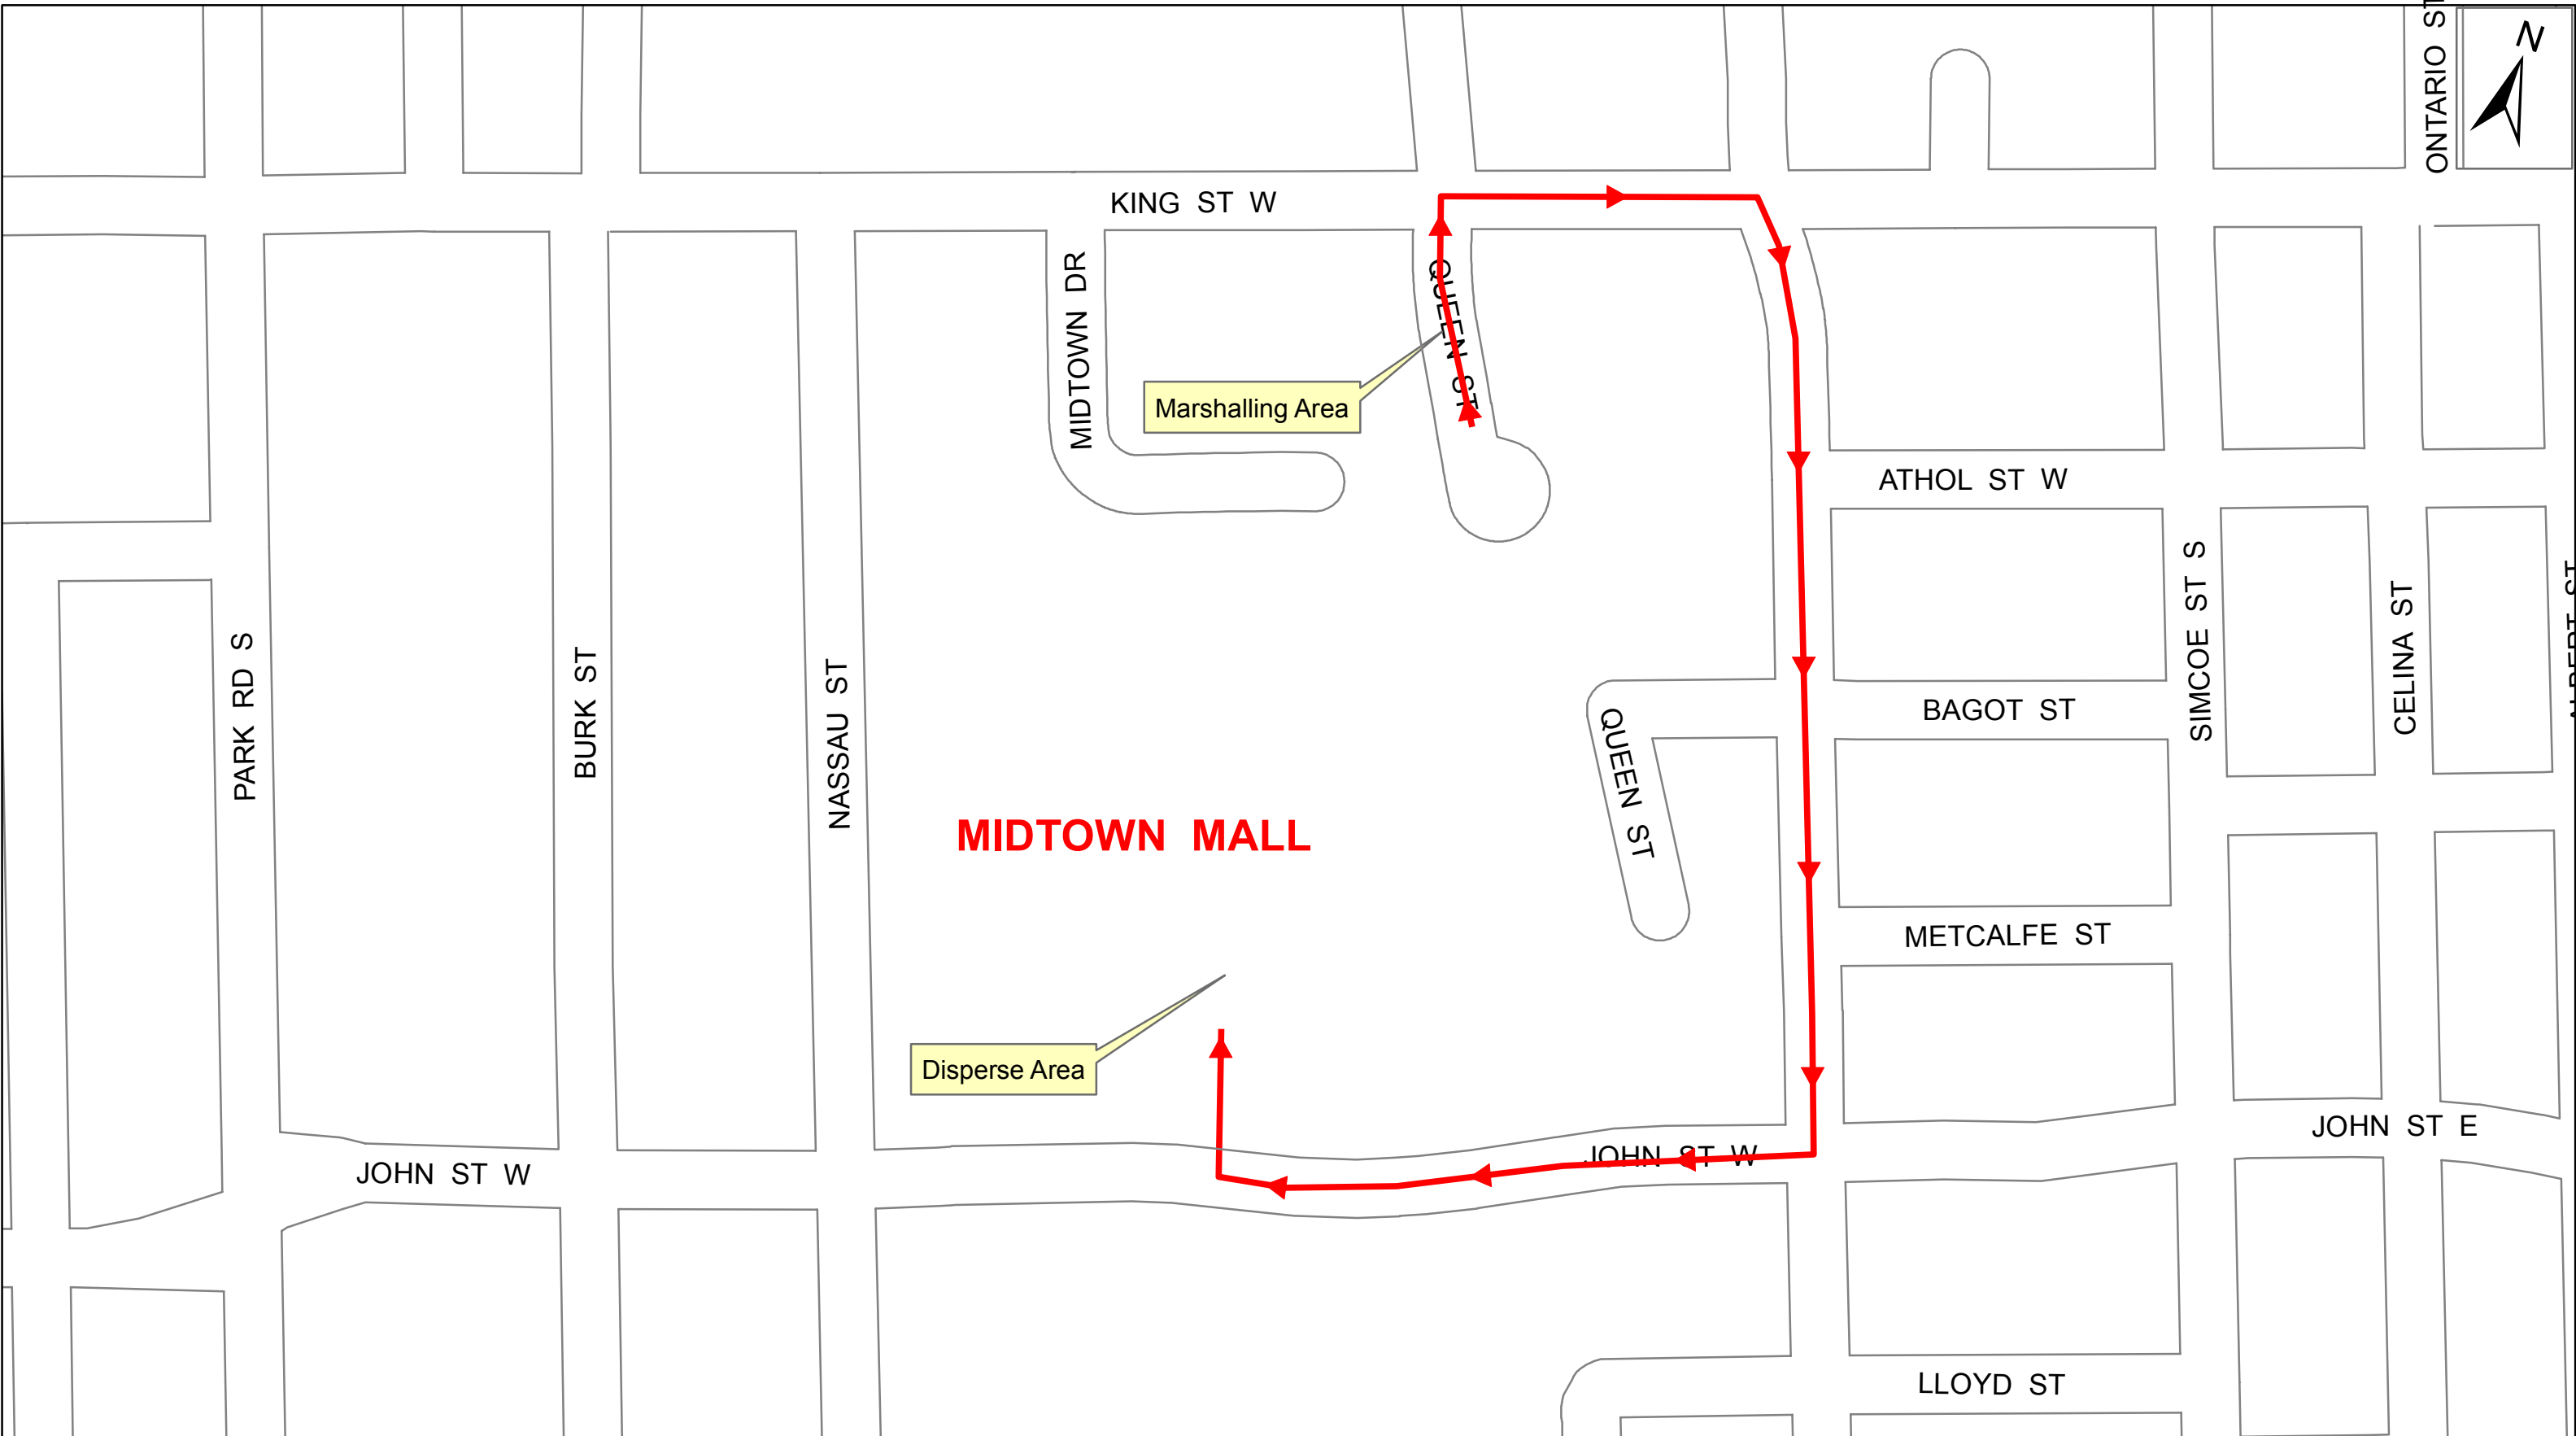 ONTARIO ST
N
KING ST W
MIDTOWN DR
QUEEN ST
Marshalling Area
ATHOL ST W
SIMCOE ST S
CELINA ST
ALBERT ST
PARK RD S
BURK ST
NASSAU ST
BAGOT ST
QUEEN ST
MIDTOWN MALL
METCALFE ST
Disperse Area
JOHN ST W
JOHN ST W
JOHN ST E
LLOYD ST